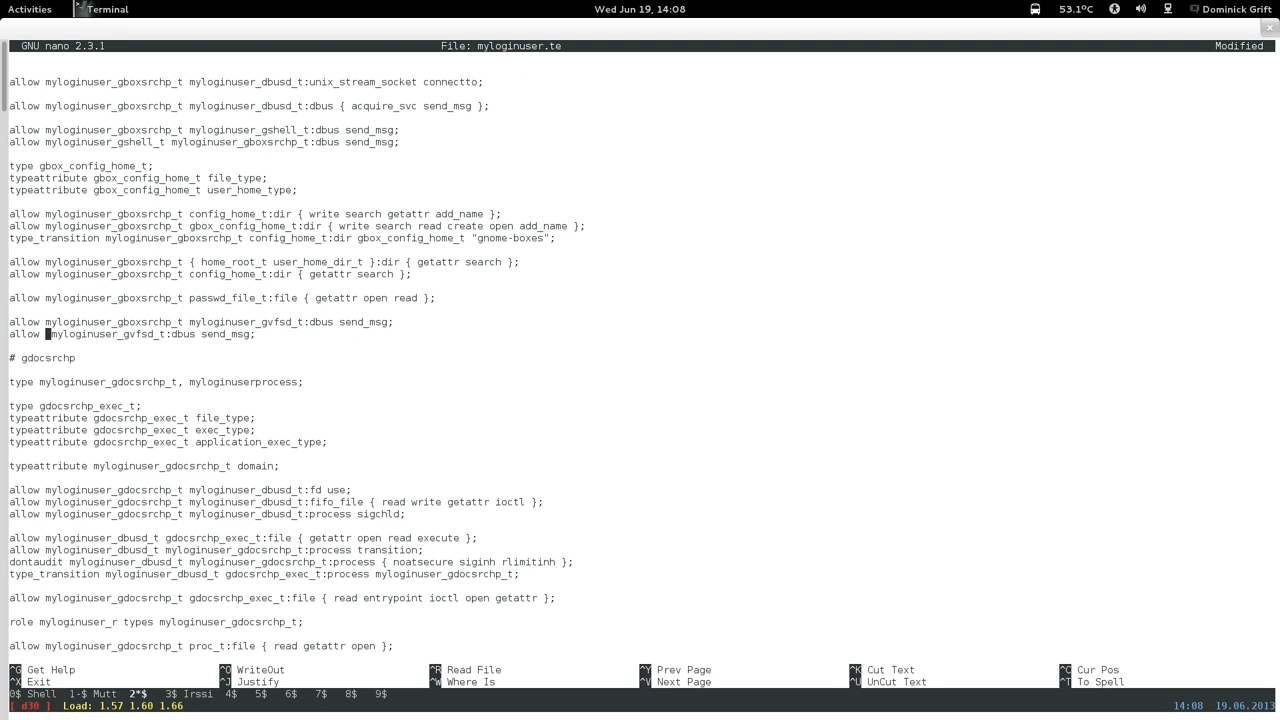 Activities Terminal Wed Jun 19, 14:08 53.1°C Dominick Grift
GNU nano 2.3.1 File: myloginuser.te Modified
allow myloginuser_gboxsrchp_t myloginuser_dbusd_t:unix_stream_socket connectto;
allow myloginuser_gboxsrchp_t myloginuser_dbusd_t:dbus { acquire_svc send_msg };
allow myloginuser_gboxsrchp_t myloginuser_gshell_t:dbus send_msg;
allow myloginuser_gshell_t myloginuser_gboxsrchp_t:dbus send_msg;
type gbox_config_home_t;
typeattribute gbox_config_home_t file_type;
typeattribute gbox_config_home_t user_home_type;
allow myloginuser_gboxsrchp_t config_home_t:dir { write search getattr add_name };
allow myloginuser_gboxsrchp_t gbox_config_home_t:dir { write search read create open add_name };
type_transition myloginuser_gboxsrchp_t config_home_t:dir gbox_config_home_t "gnome-boxes";
allow myloginuser_gboxsrchp_t { home_root_t user_home_dir_t }:dir { getattr search };
allow myloginuser_gboxsrchp_t config_home_t:dir { getattr search };
allow myloginuser_gboxsrchp_t passwd_file_t:file { getattr open read };
allow myloginuser_gboxsrchp_t myloginuser_gvfsd_t:dbus send_msg;
allow myloginuser_gvfsd_t:dbus send_msg;
# gdocsrchp
type myloginuser_gdocsrchp_t, myloginuserprocess;
type gdocsrchp_exec_t;
typeattribute gdocsrchp_exec_t file_type;
typeattribute gdocsrchp_exec_t exec_type;
typeattribute gdocsrchp_exec_t application_exec_type;
typeattribute myloginuser_gdocsrchp_t domain;
allow myloginuser_gdocsrchp_t myloginuser_dbusd_t:fd use;
allow myloginuser_gdocsrchp_t myloginuser_dbusd_t:fifo_file { read write getattr ioctl };
allow myloginuser_gdocsrchp_t myloginuser_dbusd_t:process sigchld;
allow myloginuser_dbusd_t gdocsrchp_exec_t:file { getattr open read execute };
allow myloginuser_dbusd_t myloginuser_gdocsrchp_t:process transition;
dontaudit myloginuser_dbusd_t myloginuser_gdocsrchp_t:process { noatsecure siginh rlimitinh };
type_transition myloginuser_dbusd_t gdocsrchp_exec_t:process myloginuser_gdocsrchp_t;
allow myloginuser_gdocsrchp_t gdocsrchp_exec_t:file { read entrypoint ioctl open getattr };
role myloginuser_r types myloginuser_gdocsrchp_t;
allow myloginuser_gdocsrchp_t proc_t:file { read getattr open };
^G Get Help ^O WriteOut ^R Read File ^Y Prev Page ^K Cut Text ^C Cur Pos
^X Exit ^J Justify ^W Where Is ^V Next Page ^U UnCut Text ^T To Spell
0$ Shell 1-$ Mutt 2*$ 3$ Irssi 4$ 5$ 6$ 7$ 8$ 9$
[ d30 ] Load: 1.57 1.60 1.66 14:08 19.06.2013